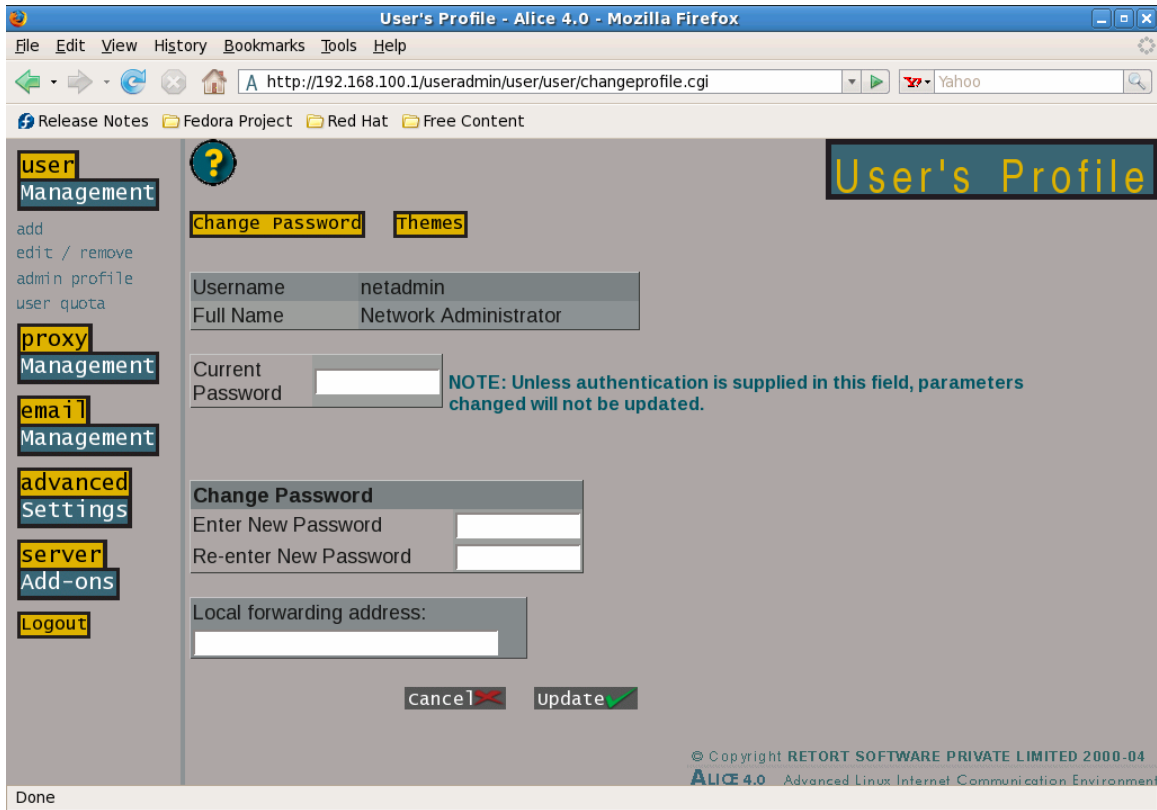 User's Profile - Alice 4.0 - Mozilla Firefox
File Edit View History Bookmarks Tools Help
http://192.168.100.1/useradmin/user/user/changeprofile.cgi
Yahoo
Release Notes Fedora Project Red Hat Free Content
user
Management
add
edit / remove
admin profile
user quota
proxy
Management
email
Management
advanced
Settings
server
Add-ons
Logout
?
User's Profile
Change Password Themes
Username netadmin
Full Name Network Administrator
Current
Password
NOTE: Unless authentication is supplied in this field, parameters
changed will not be updated.
Change Password
Enter New Password
Re-enter New Password
Local forwarding address:
Cancel Update
© Copyright RETORT SOFTWARE PRIVATE LIMITED 2000-04
ALICE 4.0 Advanced Linux Internet Communication Environment
Done